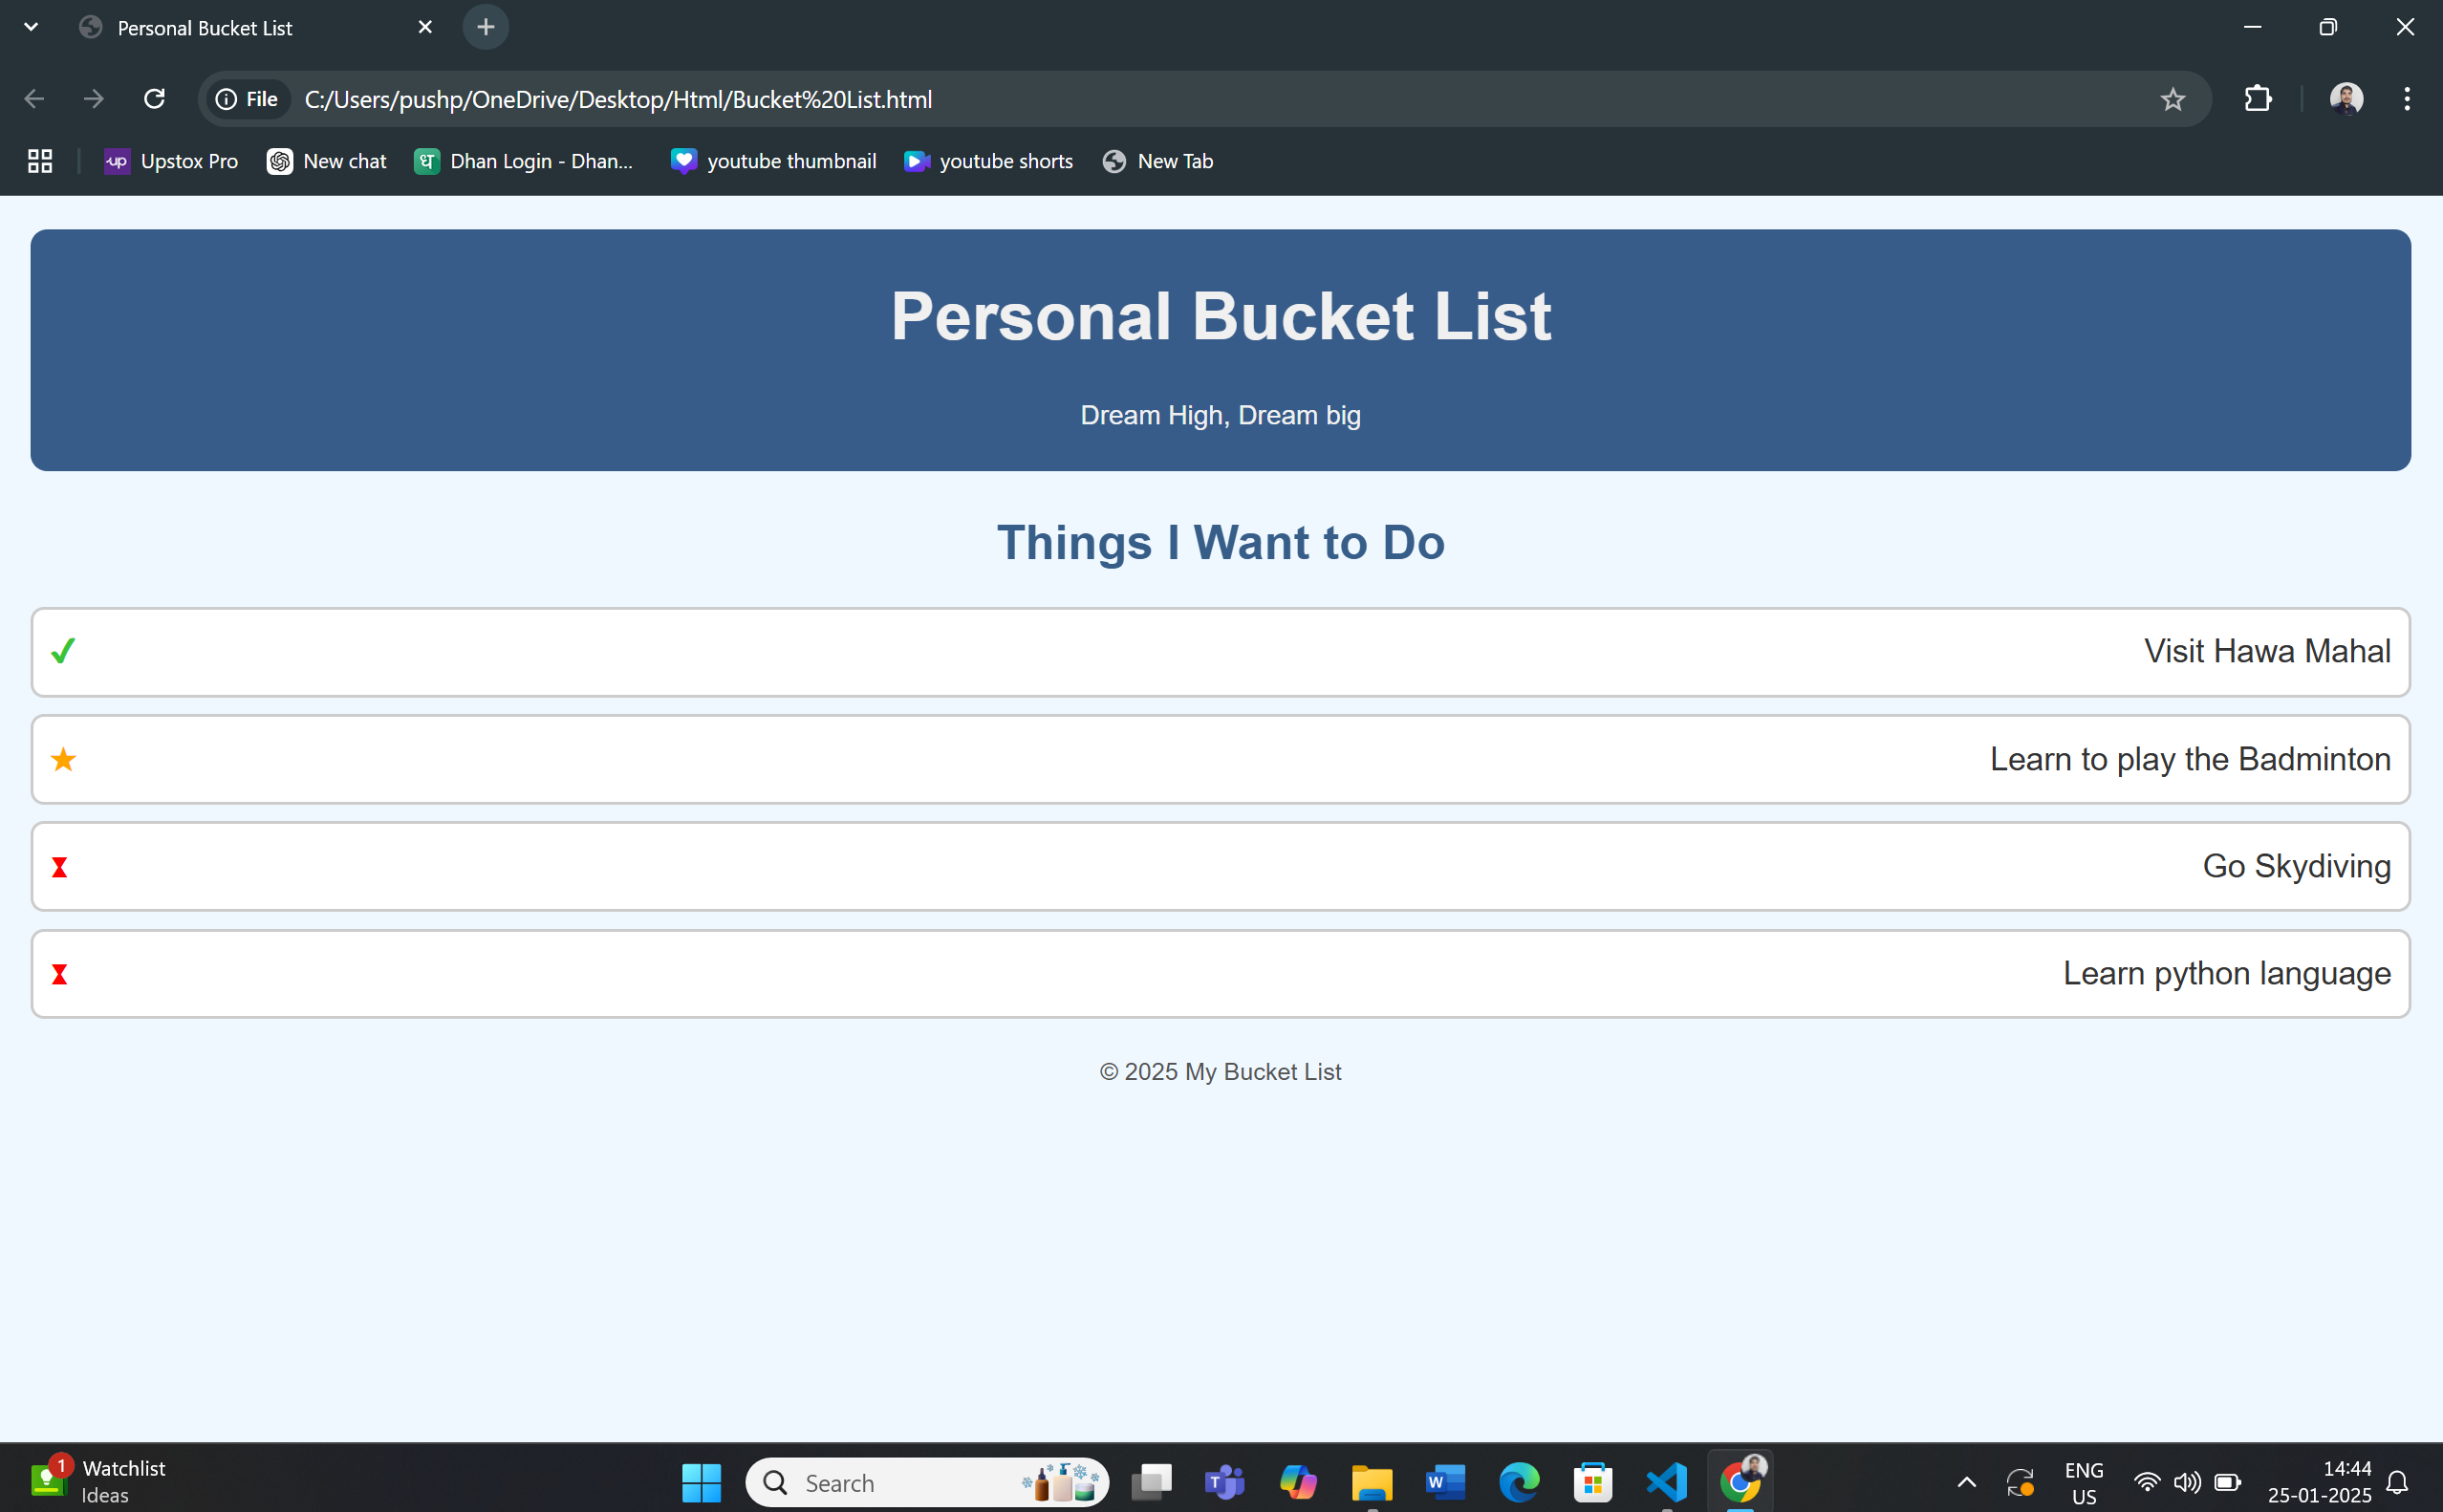 Personal Bucket List
File C:/Users/pushp/OneDrive/Desktop/Html/Bucket%20List.html
up Upstox Pro New chat ध Dhan Login - Dhan... youtube thumbnail youtube shorts New Tab
Personal Bucket List
Dream High, Dream big
Things I Want to Do
✔ Visit Hawa Mahal
★ Learn to play the Badminton
⧗ Go Skydiving
⧗ Learn python language
© 2025 My Bucket List
1 Watchlist
Ideas
Search
T
W
ENG
US
14:44
25-01-2025